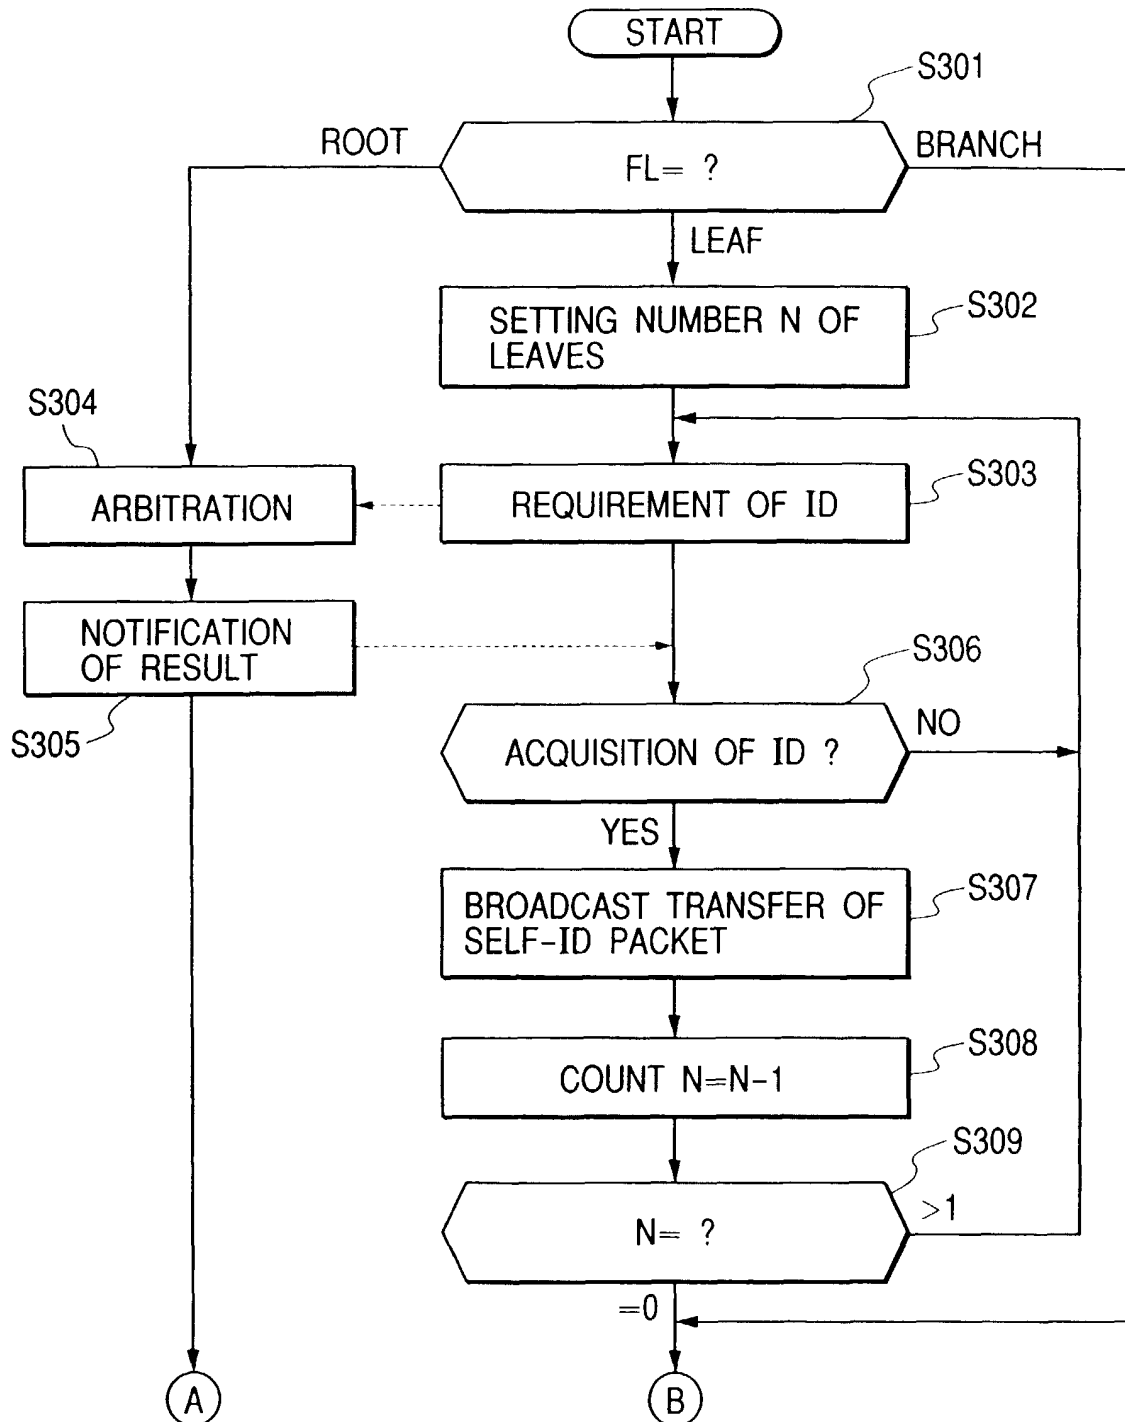 START
S301
ROOT
BRANCH
FL= ?
LEAF
S302
SETTING NUMBER N OF
LEAVES
S304
S303
ARBITRATION
REQUIREMENT OF ID
NOTIFICATION
OF RESULT
S305
S306
NO
ACQUISITION OF ID ?
YES
S307
BROADCAST TRANSFER OF
SELF-ID PACKET
S308
COUNT N=N-1
S309
>1
N= ?
=0
A
B